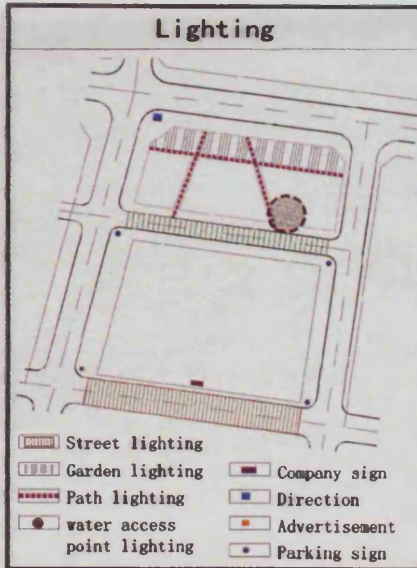 Lighting
Street lighting
Garden lighting
Path lighting
water access
point lighting
Company sign
Direction
Advertisement
Parking sign